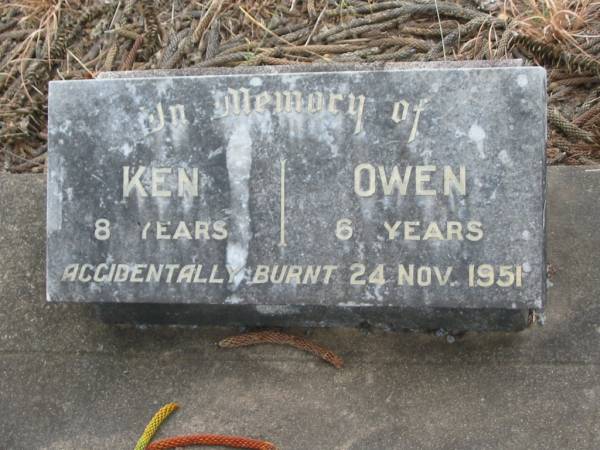 In Memory of
KEN OWEN
8 YEARS 6 YEARS
ACCIDENTALLY BURNT 24 NOV. 1951